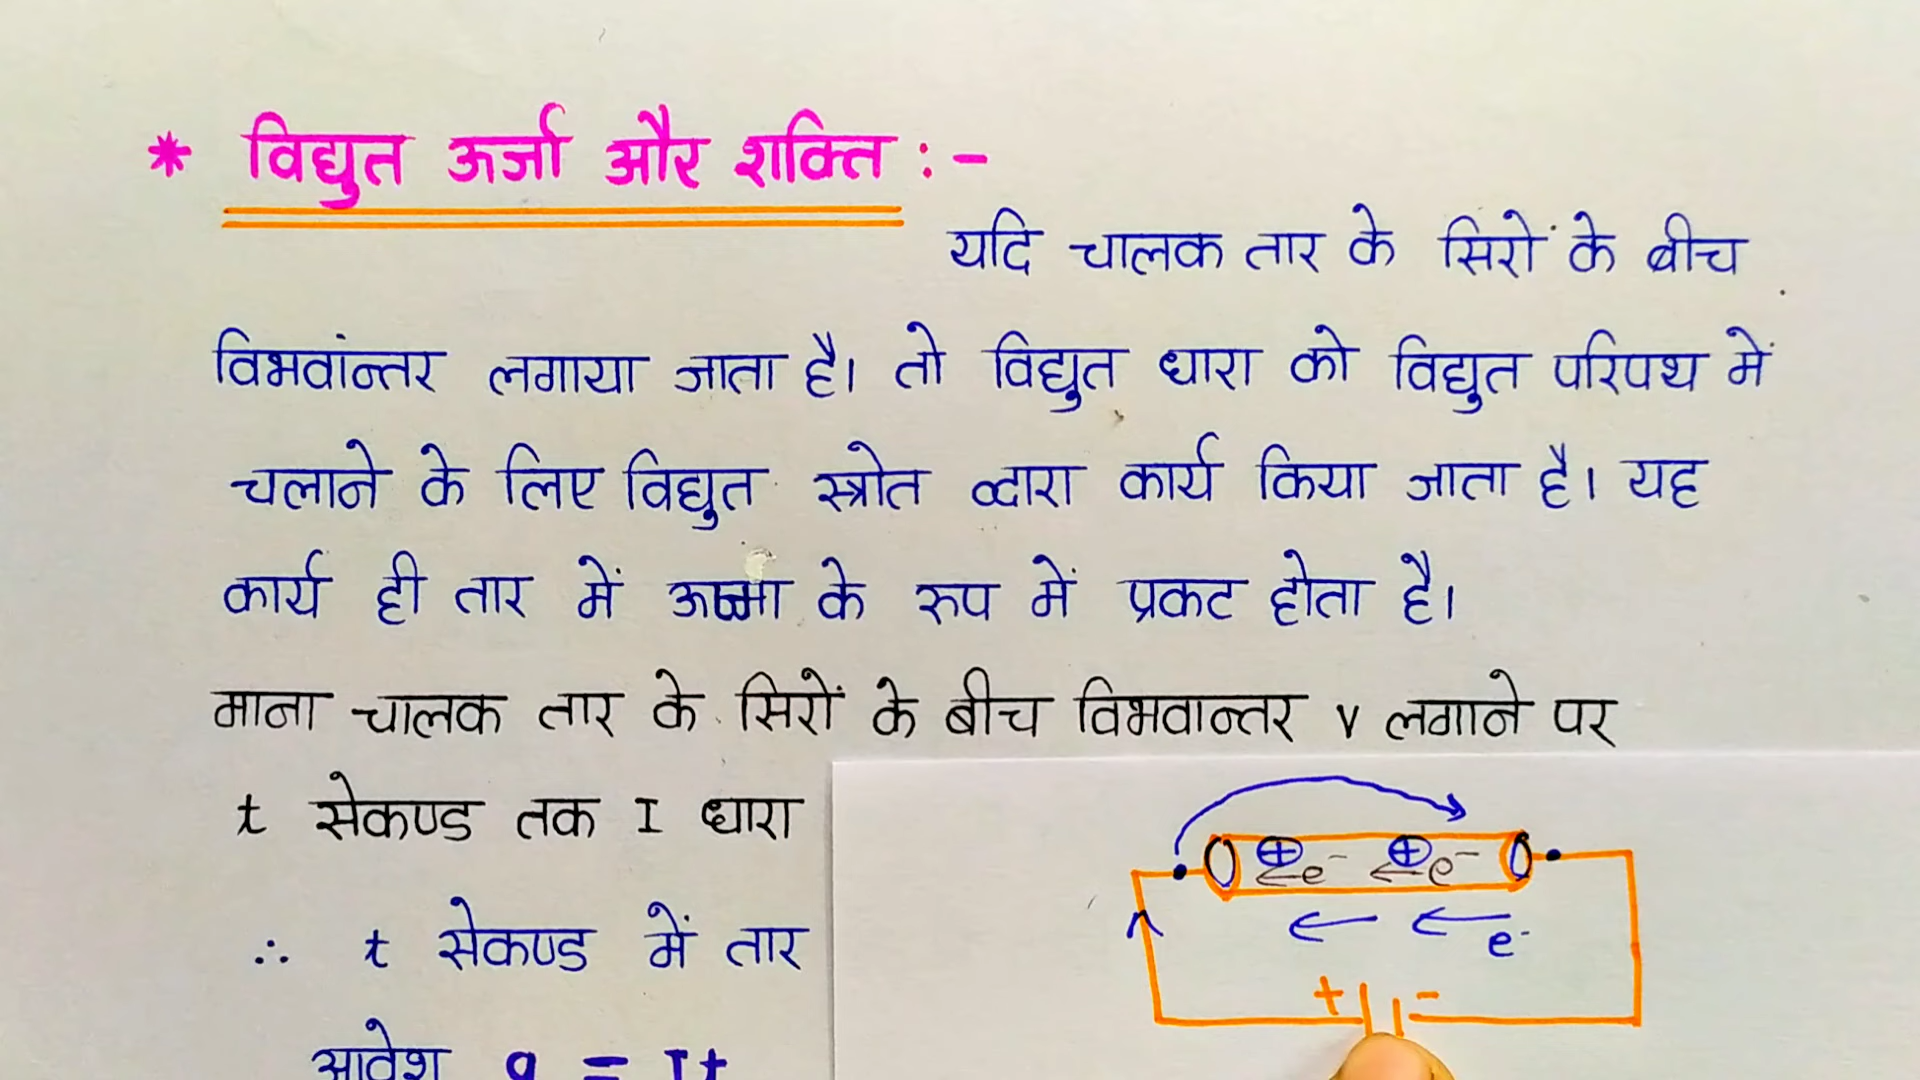 * विद्युत ऊर्जा और शक्ति :-
यदि चालक तार के सिरों के बीच
विभवांन्तर लगाया जाता है। तो विद्युत धारा को विद्युत परिपथ में
चलाने के लिए विद्युत स्त्रोत द्वारा कार्य किया जाता है। यह
कार्य ही तार में ऊष्मा के रुप में प्रकट होता है।
माना चालक तार के सिरों के बीच विभवान्तर V लगाने पर
t सेकण्ड तक I धारा
∴ t सेकण्ड में तार
आवेश q = It
⊕ e⁻ ⊕ e⁻
e⁻
+ -